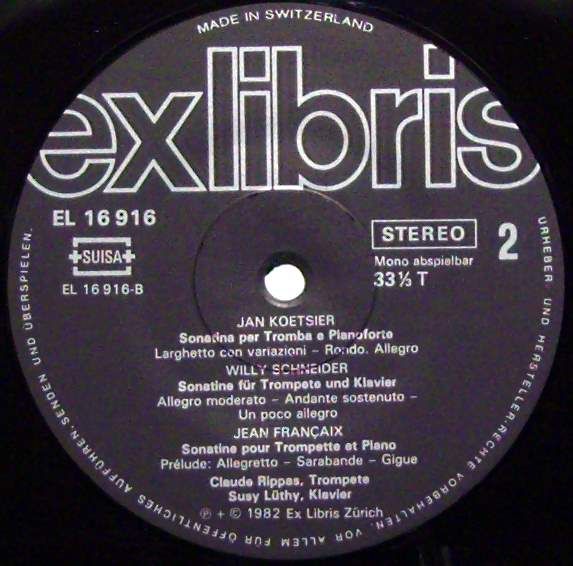 MADE IN SWITZERLAND
exlibris
EL 16 916
SUISA
EL 16 916-B
STEREO
2
Mono abspielbar
33⅓ T
JAN KOETSIER
Sonatina per Tromba e Pianoforte
Larghetto con variazioni – Rondo. Allegro
WILLY SCHNEIDER
Sonatine für Trompete und Klavier
Allegro moderato – Andante sostenuto –
Un poco allegro
JEAN FRANÇAIX
Sonatine pour Trompette et Piano
Prélude: Allegretto – Sarabande – Gigue
Claude Rippas, Trompete
Susy Lüthy, Klavier
℗ + © 1982 Ex Libris Zürich
URHEBER UND HERSTELLER-RECHTE VORBEHALTEN, VOR ALLEM FÜR ÖFFENTLICHES AUFFÜHREN, SENDEN UND ÜBERSPIELEN.